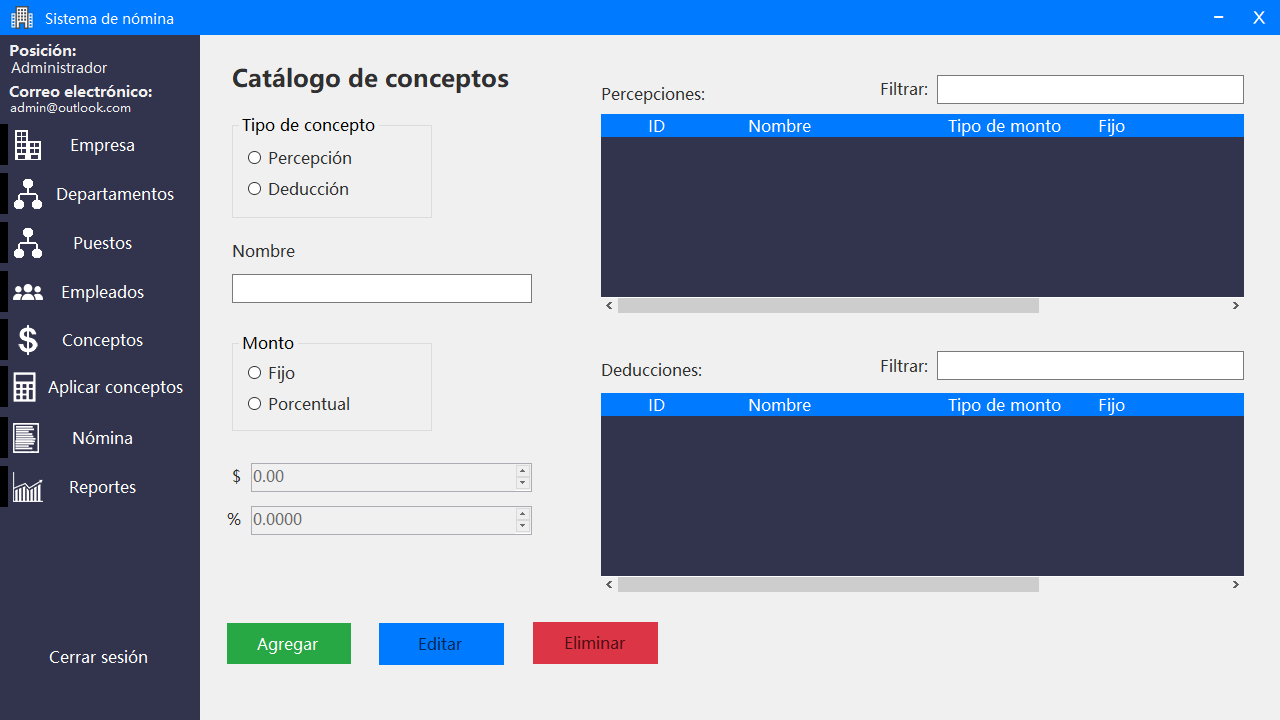 Sistema de nómina
X
Posición:
Administrador
Correo electrónico:
admin@outlook.com
Empresa
Departamentos
Puestos
Empleados
Conceptos
Aplicar conceptos
Nómina
Reportes
Cerrar sesión
Catálogo de conceptos
Tipo de concepto
Percepción
Deducción
Nombre
Monto
Fijo
Porcentual
$ 0.00
% 0.0000
Agregar Editar Eliminar
Percepciones: Filtrar:
ID Nombre Tipo de monto Fijo
Deducciones: Filtrar:
ID Nombre Tipo de monto Fijo